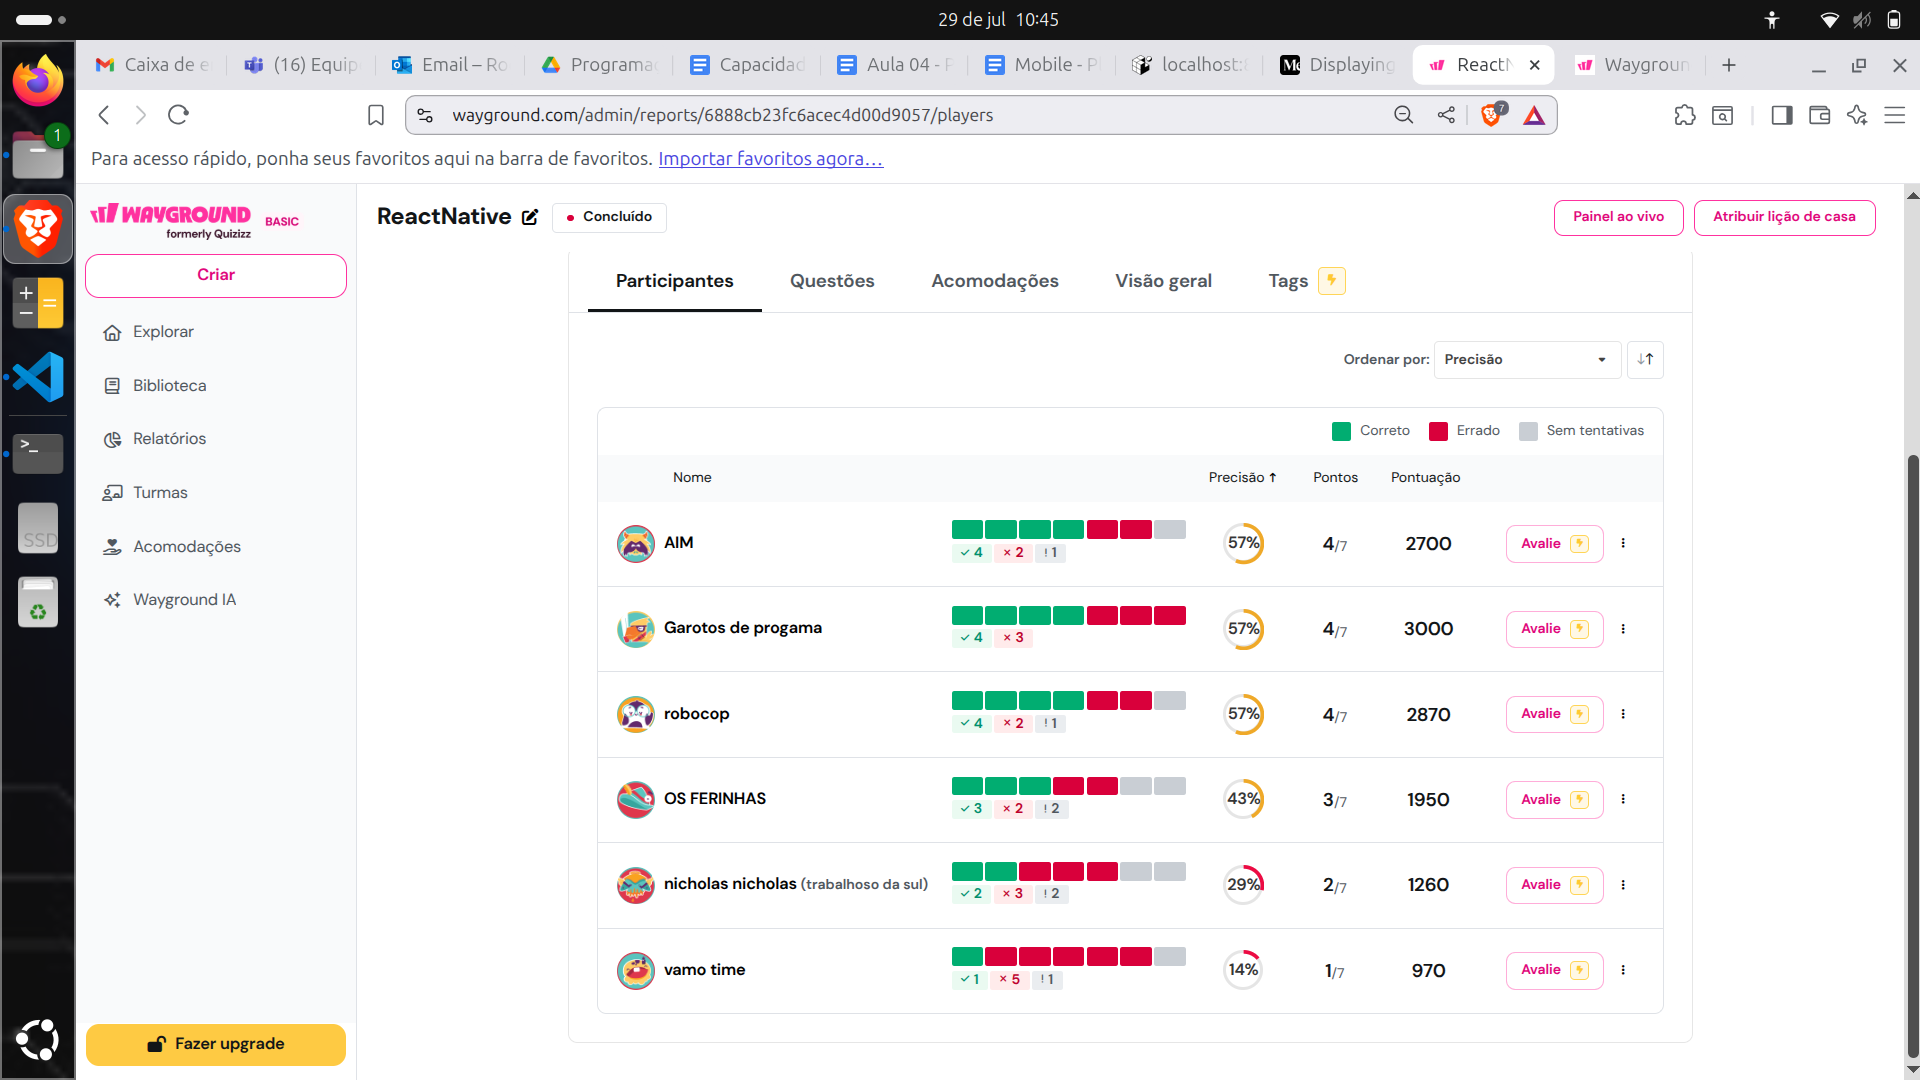 29 de jul 10:45
Caixa de e
(16) Equip
Email – Ro
Programaç
Capacidad
Aula 04 - P
Mobile - Pl
localhost:8
Displaying
ReactN
Waygroun
wayground.com/admin/reports/6888cb23fc6acec4d00d9057/players
7
Para acesso rápido, ponha seus favoritos aqui na barra de favoritos. Importar favoritos agora…
1
SSD
WAYGROUND BASIC
formerly Quizizz
Criar
Explorar
Biblioteca
Relatórios
Turmas
Acomodações
Wayground IA
Fazer upgrade
ReactNative
Concluído
Painel ao vivo
Atribuir lição de casa
Participantes
Questões
Acomodações
Visão geral
Tags
Ordenar por: Precisão
Correto Errado Sem tentativas
Nome Precisão ↑ Pontos Pontuação
AIM 57% 4/7 2700 Avalie
✓ 4 × 2 ! 1
Garotos de progama 57% 4/7 3000 Avalie
✓ 4 × 3
robocop 57% 4/7 2870 Avalie
✓ 4 × 2 ! 1
OS FERINHAS 43% 3/7 1950 Avalie
✓ 3 × 2 ! 2
nicholas nicholas (trabalhoso da sul) 29% 2/7 1260 Avalie
✓ 2 × 3 ! 2
vamo time 14% 1/7 970 Avalie
✓ 1 × 5 ! 1